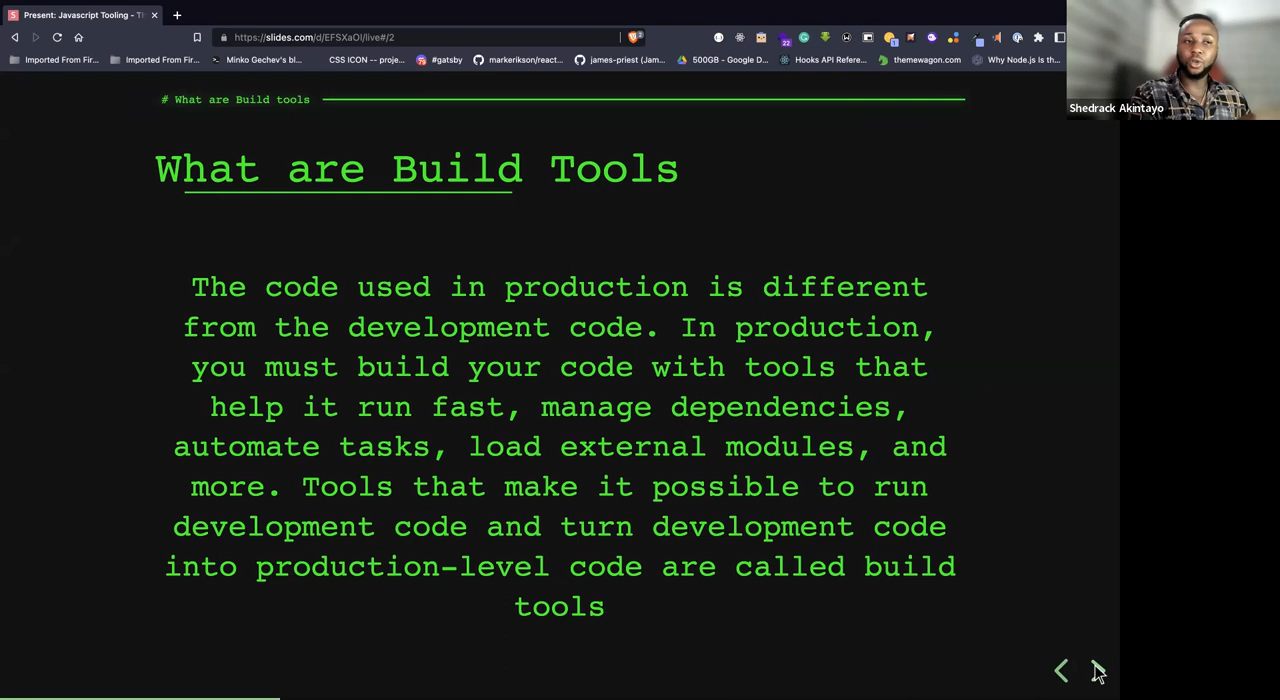 Present: Javascript Tooling - T
https://slides.com/d/EFSXaOl/live#/2
22
2
1
Imported From Fir...
Imported From Fir...
Minko Gechev's bl...
CSS ICON -- proje...
#gatsby
markerikson/react...
james-priest (Jam...
500GB - Google D...
Hooks API Refere...
themewagon.com
Why Node.js Is th...
Shedrack Akintayo
# What are Build tools
What are Build Tools
The code used in production is different
from the development code. In production,
you must build your code with tools that
help it run fast, manage dependencies,
automate tasks, load external modules, and
more. Tools that make it possible to run
development code and turn development code
into production-level code are called build
tools